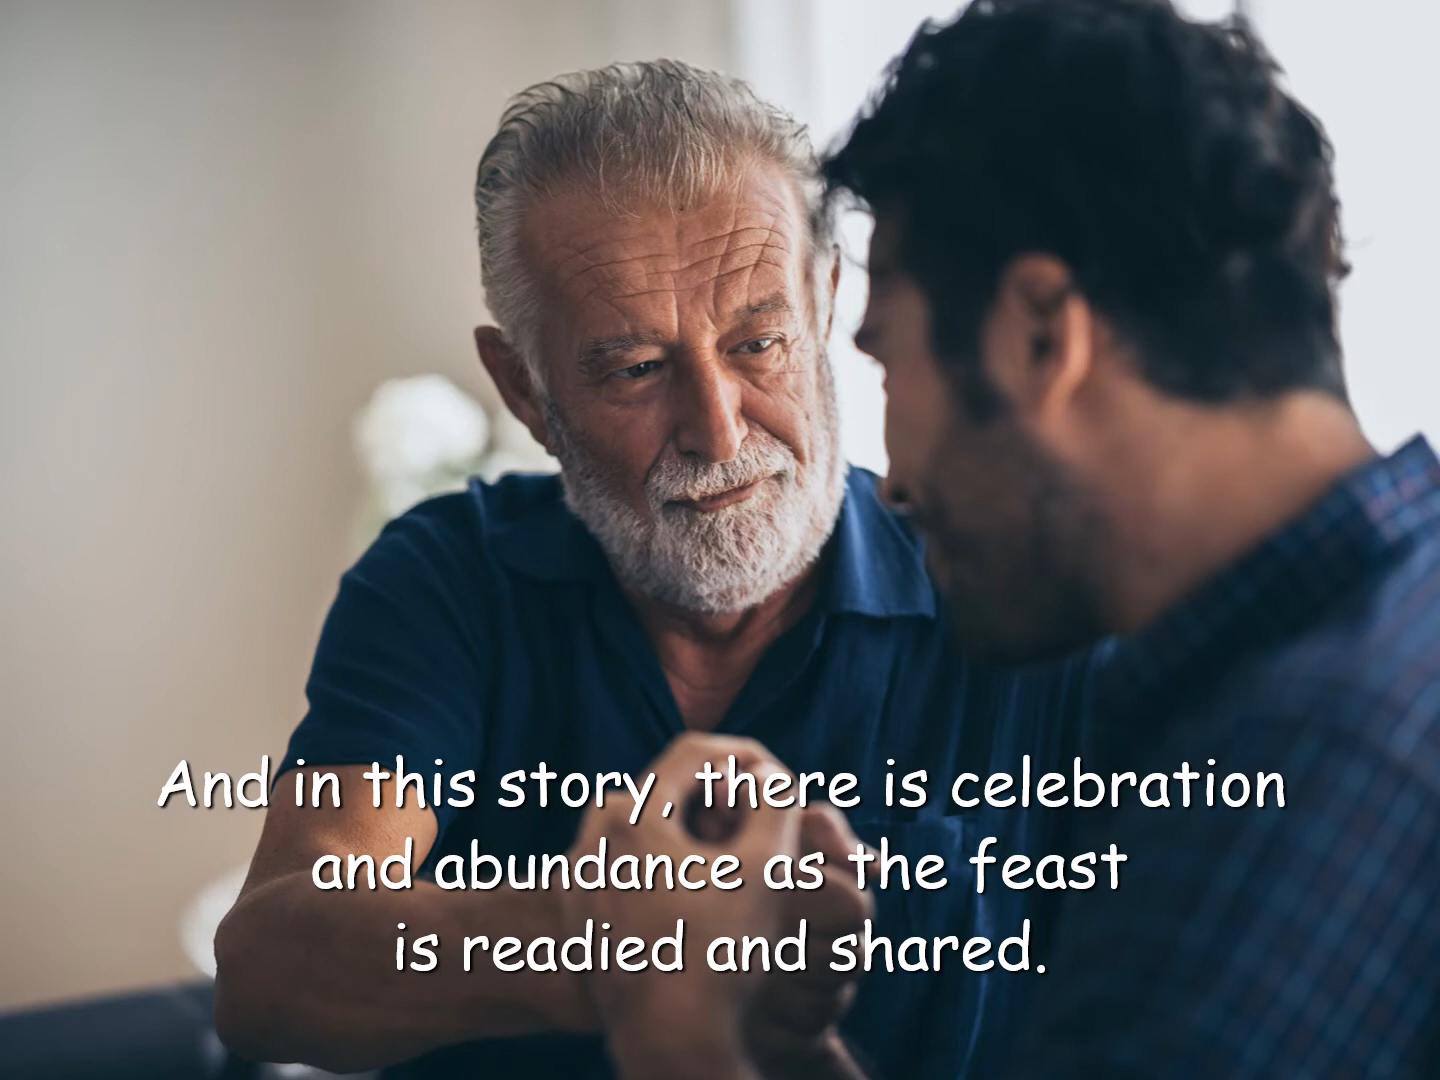 And in this story, there is celebration
and abundance as the feast
is readied and shared.